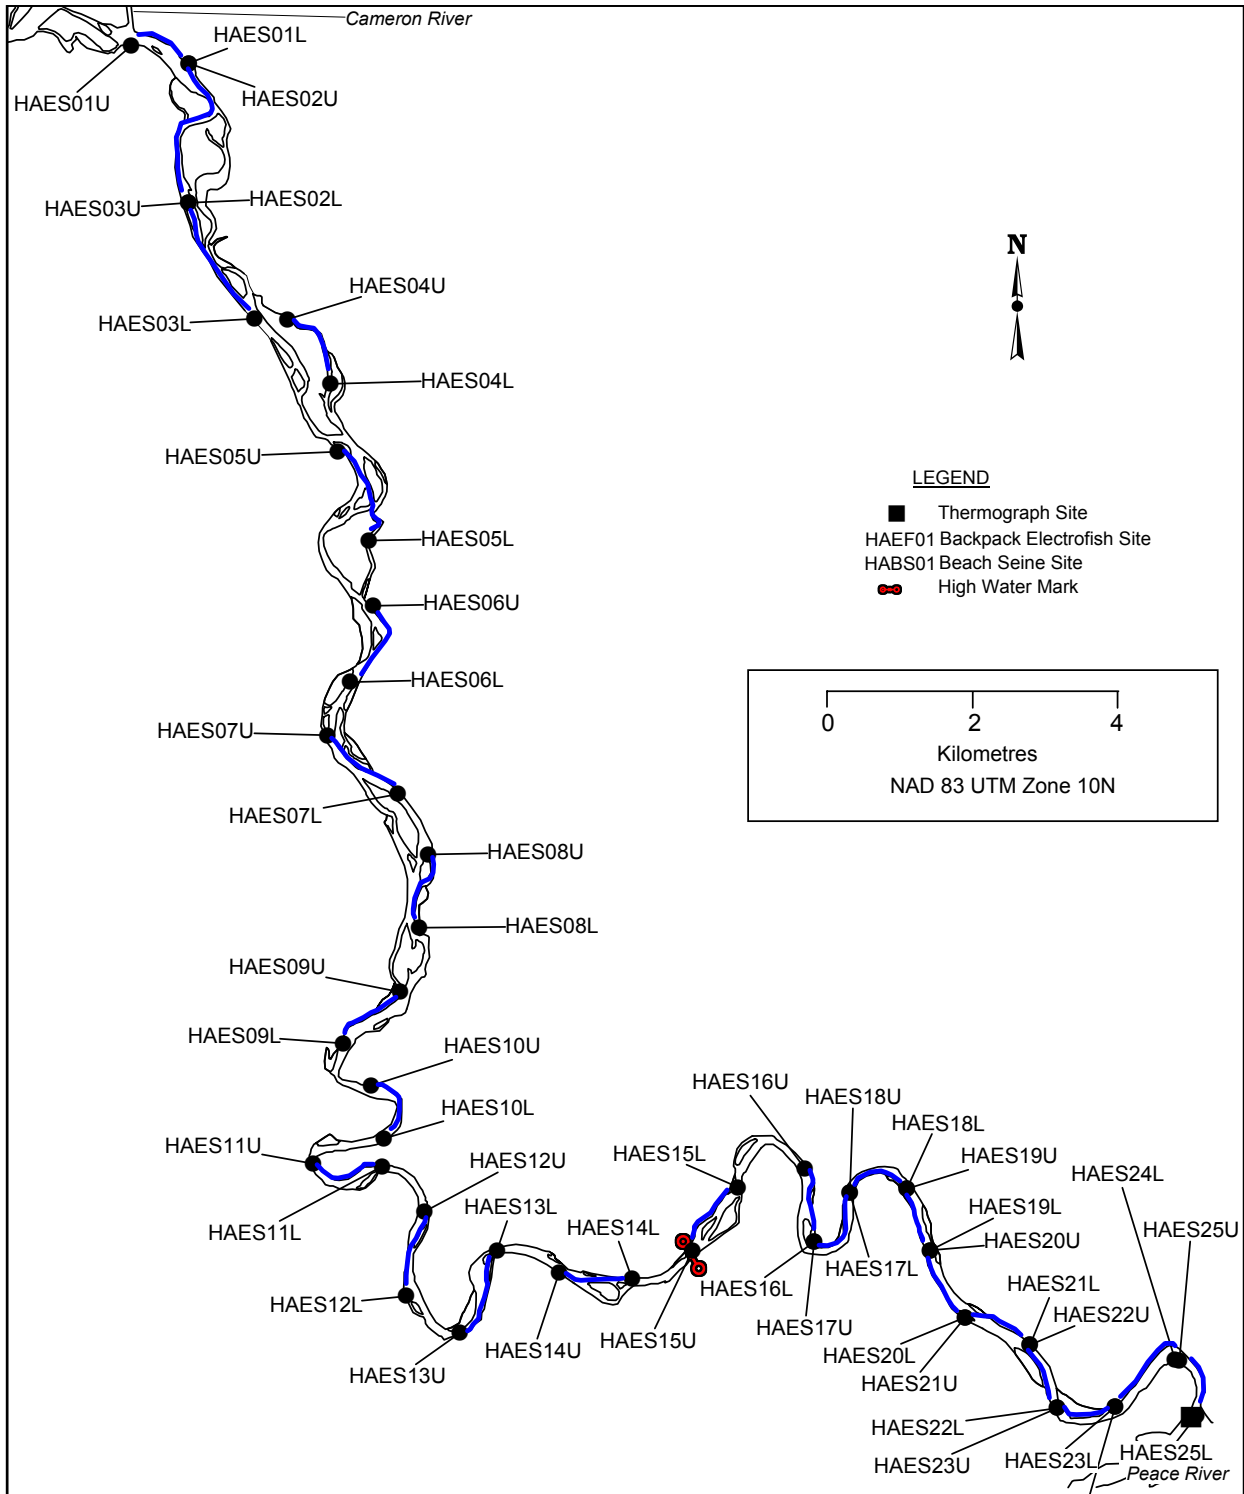 Cameron River
HAES01L
HAES01U
HAES02U
HAES02L
HAES03U
HAES04U
HAES03L
HAES04L
HAES05U
HAES05L
HAES06U
HAES06L
HAES07U
HAES07L
HAES08U
HAES08L
HAES09U
HAES09L
HAES10U
HAES10L
HAES11U
HAES12U
HAES11L
HAES13L
HAES12L
HAES13U
HAES14L
HAES14U
HAES15L
HAES15U
HAES16U
HAES18U
HAES18L
HAES19U
HAES16L
HAES17L
HAES17U
HAES19L
HAES20U
HAES20L
HAES21U
HAES21L
HAES22U
HAES24L
HAES25U
HAES22L
HAES23U
HAES23L
HAES25L
Peace River
N
LEGEND
Thermograph Site
HAEF01 Backpack Electrofish Site
HABS01 Beach Seine Site
High Water Mark
0 2 4
Kilometres
NAD 83 UTM Zone 10N